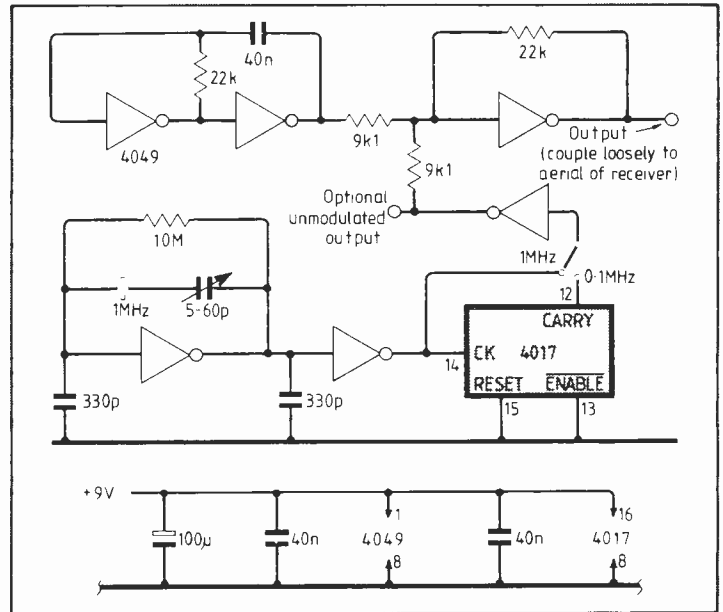 40n
22k
22k
4049
9k1
Output
(couple loosely to
aerial of receiver)
9k1
Optional
unmodulated
output
10M
1MHz
0·1MHz
1MHz
5-60p
12
CARRY
CK 4017
14
RESET ENABLE
330p
330p
15
13
+9V
100µ
40n
1
4049
8
40n
16
4017
8